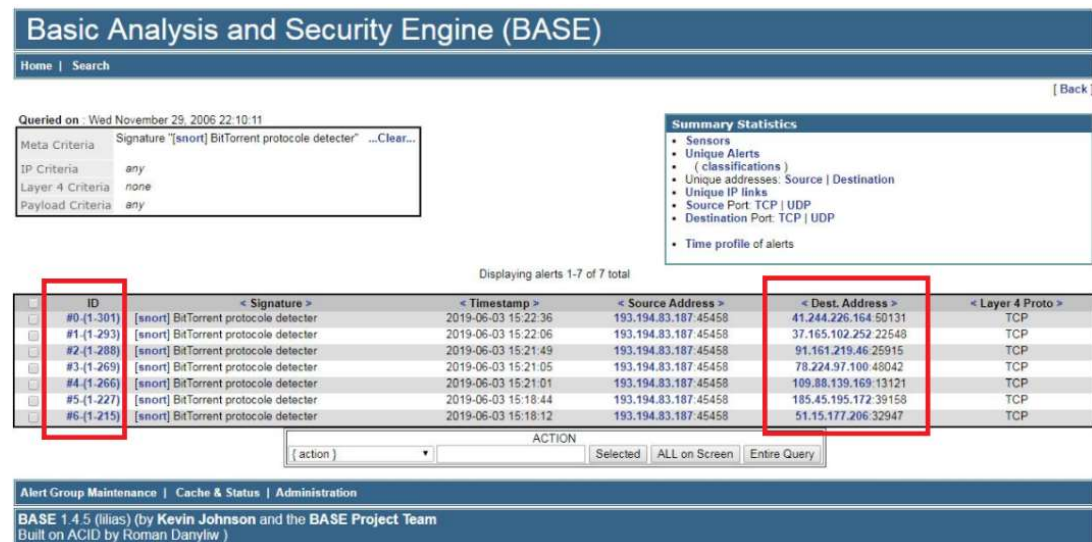 Basic Analysis and Security Engine (BASE)
Home | Search
[ Back ]
Queried on : Wed November 29, 2006 22:10:11
Meta Criteria Signature "[snort] BitTorrent protocole detecter" ...Clear...
IP Criteria any
Layer 4 Criteria none
Payload Criteria any
Summary Statistics
Sensors
Unique Alerts
( classifications )
Unique addresses: Source | Destination
Unique IP links
Source Port: TCP | UDP
Destination Port: TCP | UDP
Time profile of alerts
Displaying alerts 1-7 of 7 total
ID < Signature > < Timestamp > < Source Address > < Dest. Address > < Layer 4 Proto >
#0-(1-301) [snort] BitTorrent protocole detecter 2019-06-03 15:22:36 193.194.83.187:45458 41.244.226.164:50131 TCP
#1-(1-293) [snort] BitTorrent protocole detecter 2019-06-03 15:22:06 193.194.83.187:45458 37.165.102.252:22548 TCP
#2-(1-288) [snort] BitTorrent protocole detecter 2019-06-03 15:21:49 193.194.83.187:45458 91.161.219.46:25915 TCP
#3-(1-269) [snort] BitTorrent protocole detecter 2019-06-03 15:21:05 193.194.83.187:45458 78.224.97.100:48042 TCP
#4-(1-266) [snort] BitTorrent protocole detecter 2019-06-03 15:21:01 193.194.83.187:45458 109.88.139.169:13121 TCP
#5-(1-227) [snort] BitTorrent protocole detecter 2019-06-03 15:18:44 193.194.83.187:45458 185.45.195.172:39158 TCP
#6-(1-215) [snort] BitTorrent protocole detecter 2019-06-03 15:18:12 193.194.83.187:45458 51.15.177.206:32947 TCP
ACTION
{ action } Selected ALL on Screen Entire Query
Alert Group Maintenance | Cache & Status | Administration
BASE 1.4.5 (lilias) (by Kevin Johnson and the BASE Project Team
Built on ACID by Roman Danyliw )